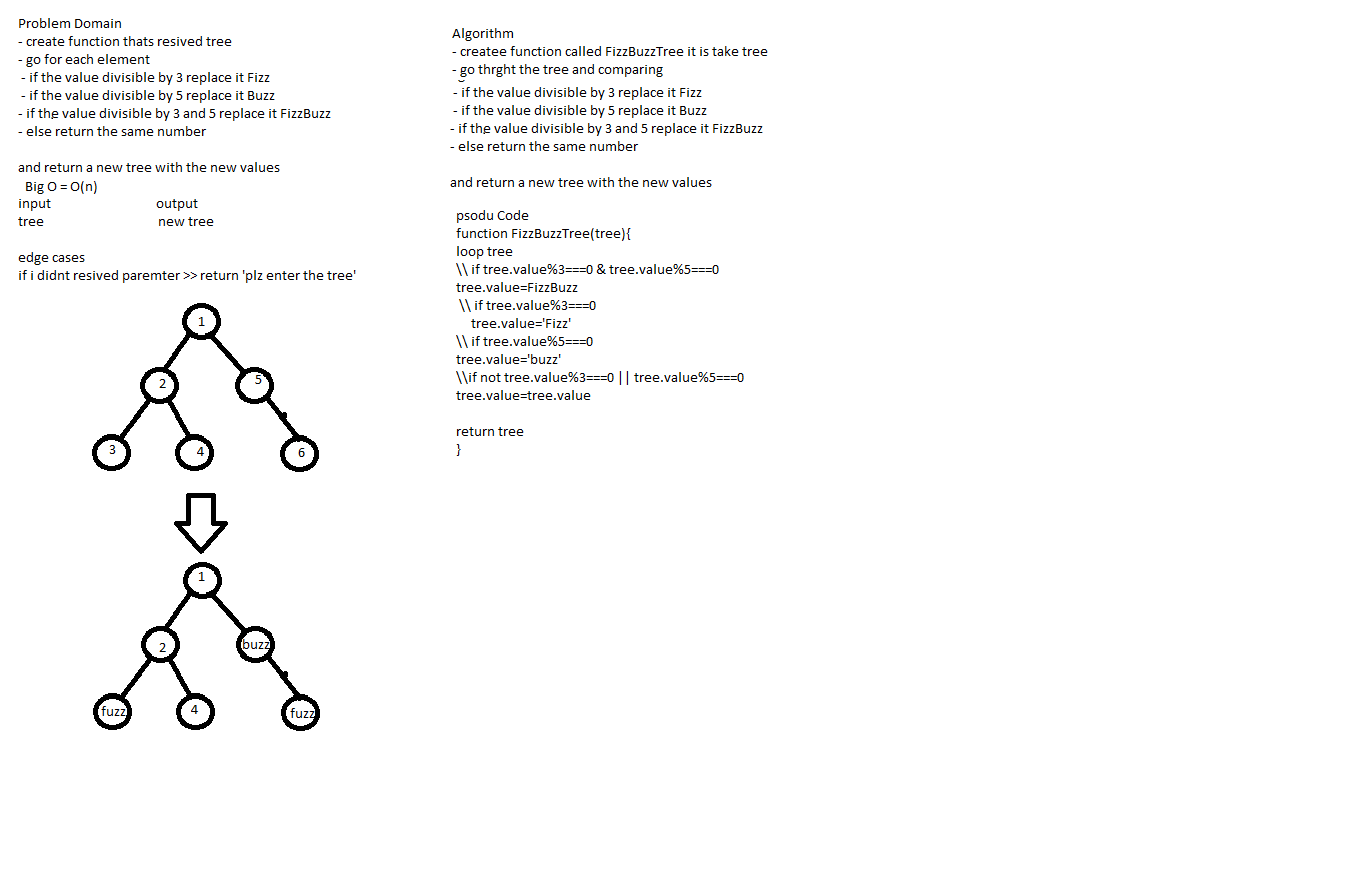 Problem Domain
- create function thats resived tree
- go for each element
- if the value divisible by 3 replace it Fizz
- if the value divisible by 5 replace it Buzz
- if the value divisible by 3 and 5 replace it FizzBuzz
- else return the same number
and return a new tree with the new values
Big O = O(n)
input output
tree new tree
edge cases
if i didnt resived paremter >> return 'plz enter the tree'
1
2 5
3 4 6
1
2 buzz
fuzz 4 fuzz
Algorithm
- createe function called FizzBuzzTree it is take tree
- go thrght the tree and comparing
- if the value divisible by 3 replace it Fizz
- if the value divisible by 5 replace it Buzz
- if the value divisible by 3 and 5 replace it FizzBuzz
- else return the same number
and return a new tree with the new values
psodu Code
function FizzBuzzTree(tree){
loop tree
\\ if tree.value%3===0 & tree.value%5===0
tree.value=FizzBuzz
\\ if tree.value%3===0
tree.value='Fizz'
\\ if tree.value%5===0
tree.value='buzz'
\\if not tree.value%3===0 || tree.value%5===0
tree.value=tree.value
return tree
}